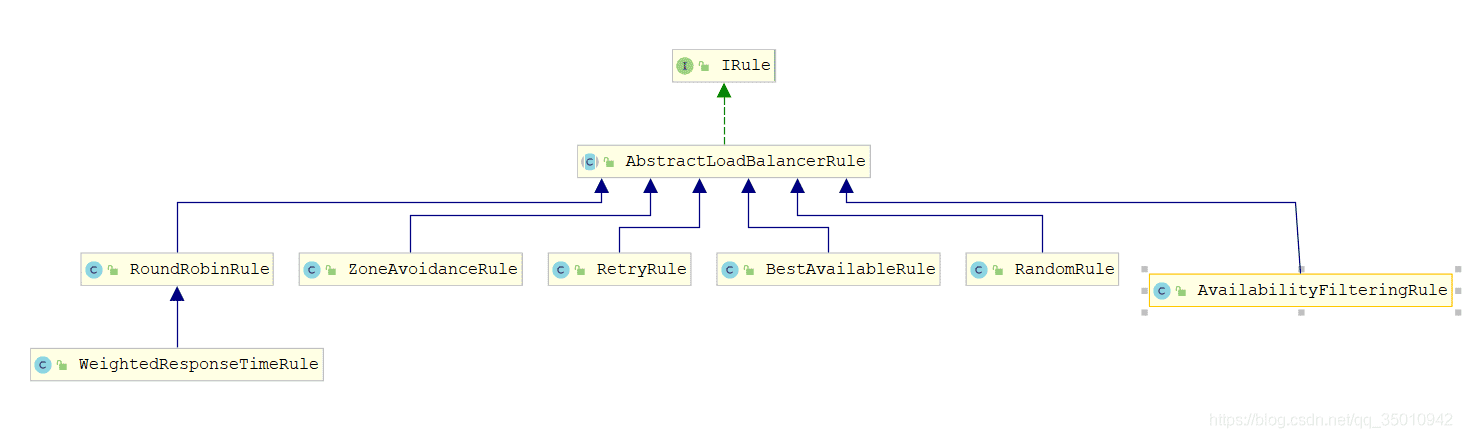 IRule
AbstractLoadBalancerRule
RoundRobinRule
ZoneAvoidanceRule
RetryRule
BestAvailableRule
RandomRule
AvailabilityFilteringRule
WeightedResponseTimeRule
https://blog.csdn.net/qq_35010942